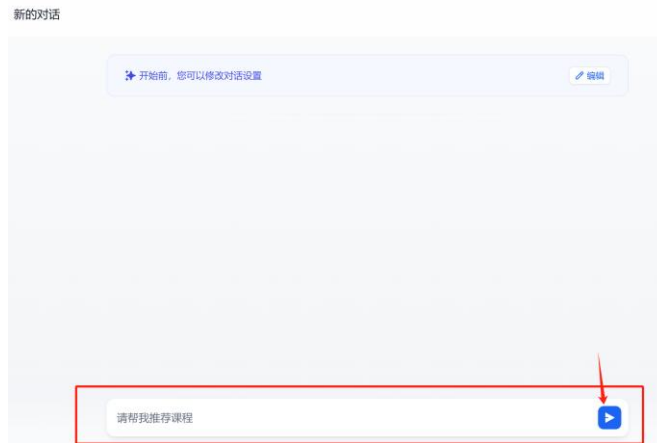 新的对话
开始前，您可以修改对话设置
编辑
请帮我推荐课程